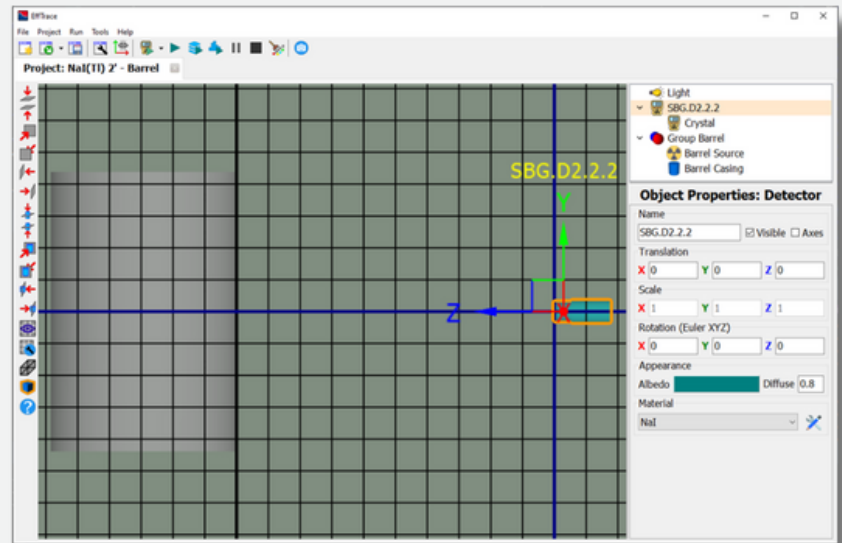 EffTrace
File Project Run Tools Help
Project: NaI(Tl) 2' - Barrel
SBG.D2.2.2
Y
Z
X
Light
SBG.D2.2.2
Crystal
Group Barrel
Barrel Source
Barrel Casing
Object Properties: Detector
Name
SBG.D2.2.2 Visible Axes
Translation
X 0 Y 0 Z 0
Scale
X 1 Y 1 Z 1
Rotation (Euler XYZ)
X 0 Y 0 Z 0
Appearance
Albedo Diffuse 0.8
Material
NaI